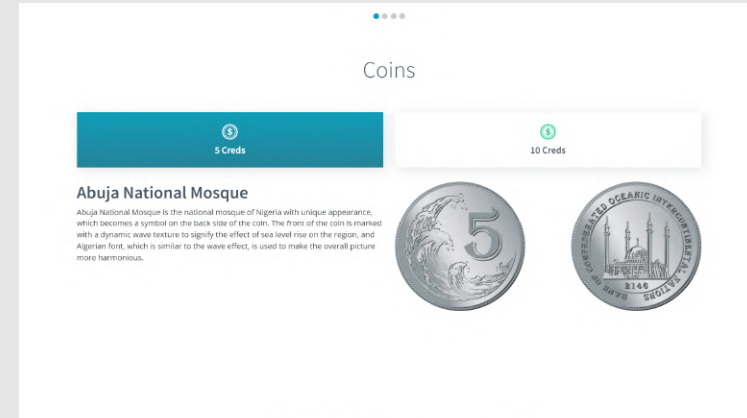 Coins
5 Creds
10 Creds
Abuja National Mosque
Abuja National Mosque is the national mosque of Nigeria with unique appearance,
which becomes a symbol on the back side of the coin. The front of the coin is marked
with a dynamic wave texture to signify the effect of sea level rise on the region, and
Algerian font, which is similar to the wave effect, is used to make the overall picture
more harmonious.
5
BANK OF CONFEDERATED OCEANIC INTERCONTINENTAL NATIONS
2146